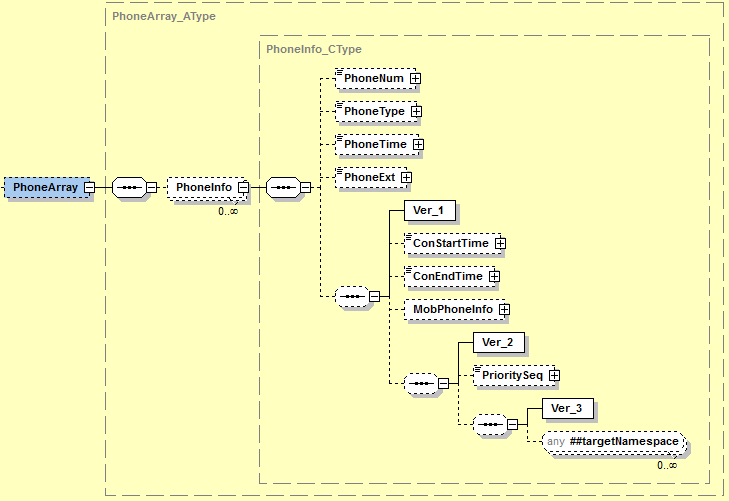 PhoneArray_AType
PhoneInfo_CType
PhoneNum
PhoneType
PhoneTime
PhoneExt
PhoneArray
PhoneInfo
0..∞
Ver_1
ConStartTime
ConEndTime
MobPhoneInfo
Ver_2
PrioritySeq
Ver_3
any ##targetNamespace
0..∞